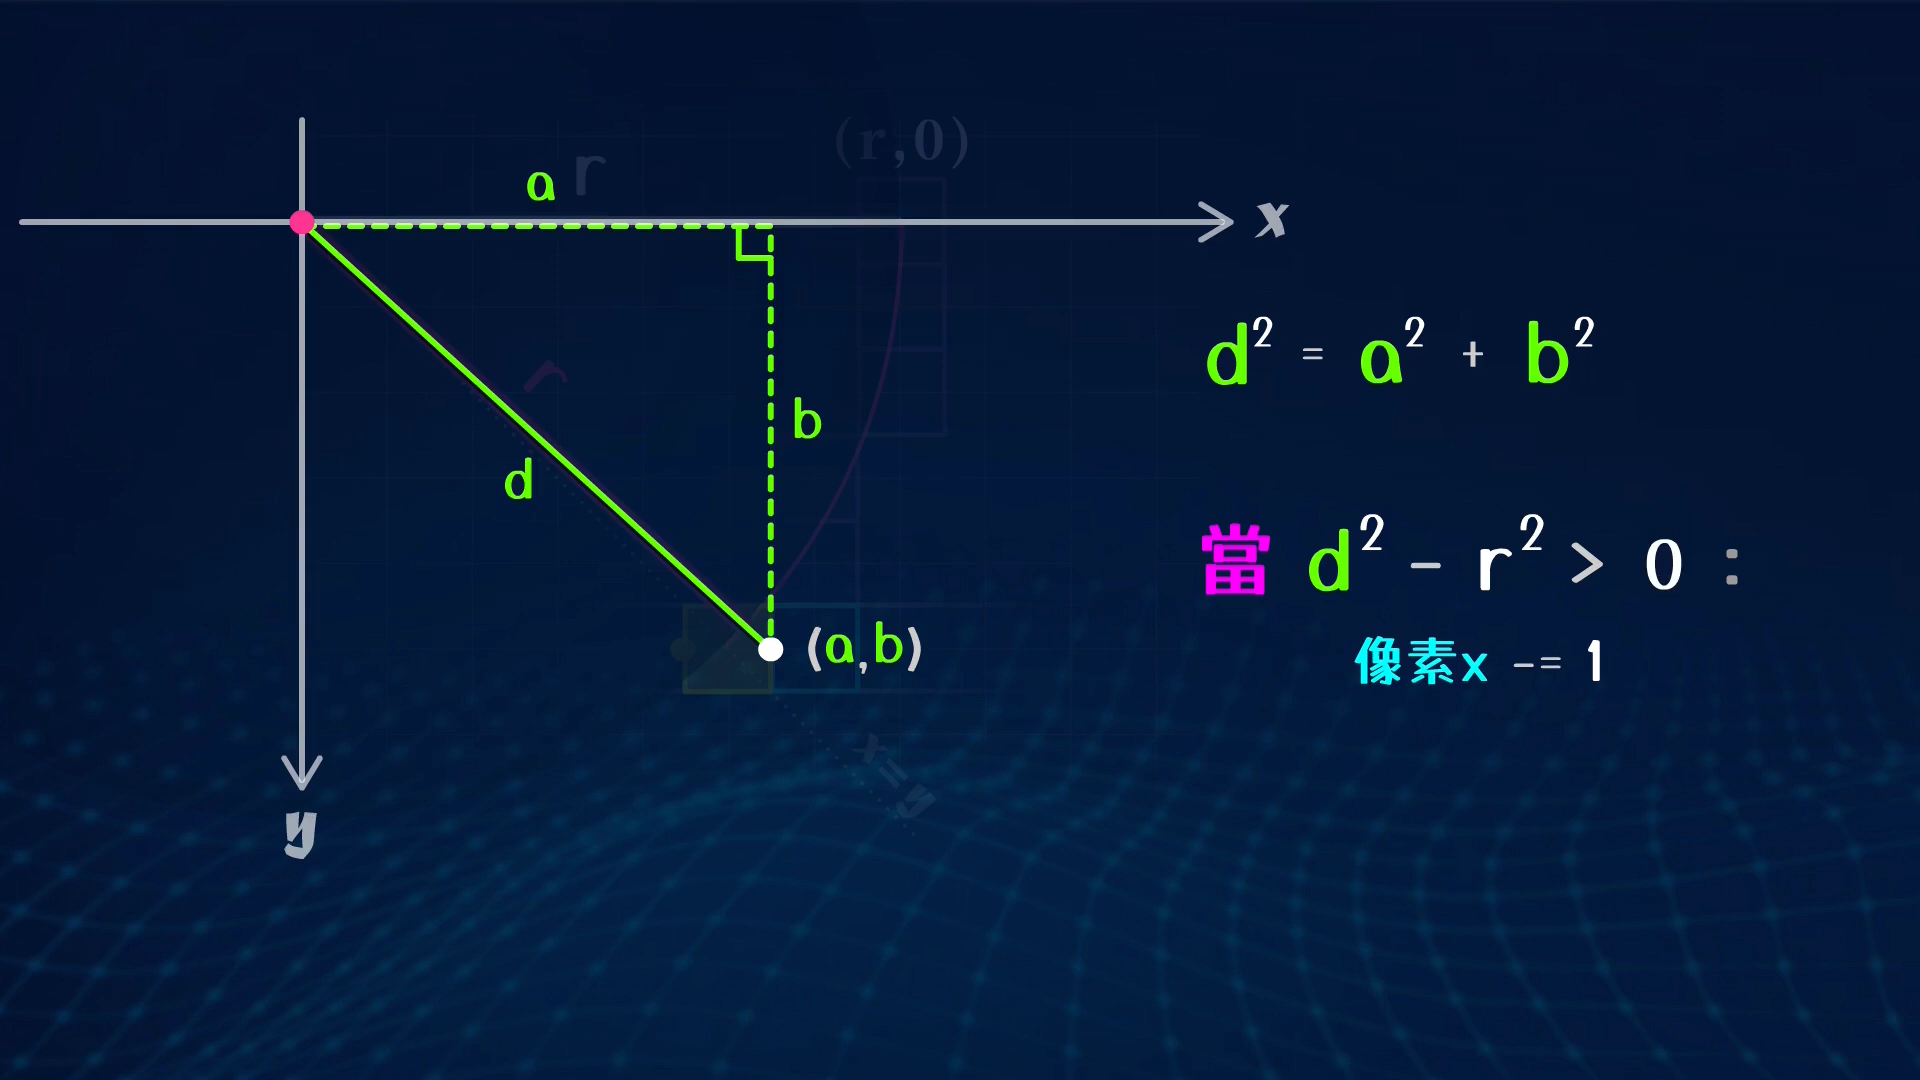 (r,0)
a r
x
d² = a² + b²
r
b
d
當 d² - r² > 0 :
(a,b)
像素x -= 1
x=y
y